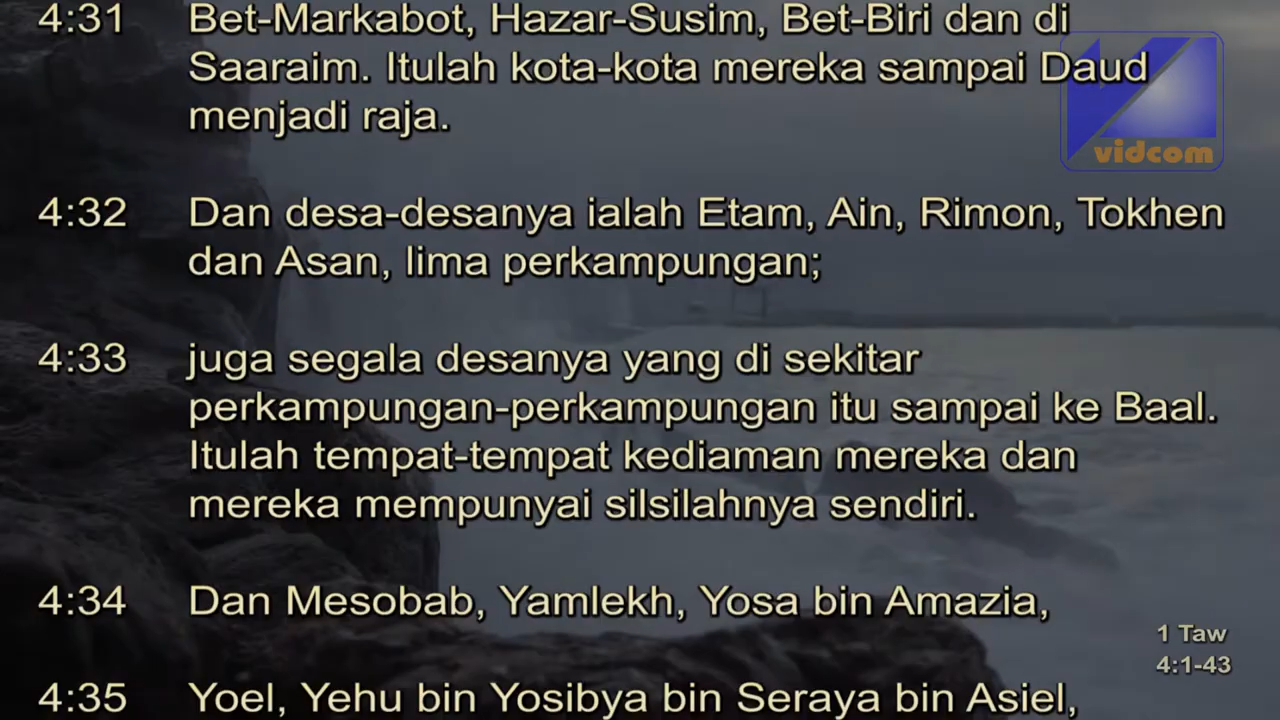 4:31 Bet-Markabot, Hazar-Susim, Bet-Biri dan di
Saaraim. Itulah kota-kota mereka sampai Daud
menjadi raja.
vidcom
4:32 Dan desa-desanya ialah Etam, Ain, Rimon, Tokhen
dan Asan, lima perkampungan;
4:33 juga segala desanya yang di sekitar
perkampungan-perkampungan itu sampai ke Baal.
Itulah tempat-tempat kediaman mereka dan
mereka mempunyai silsilahnya sendiri.
4:34 Dan Mesobab, Yamlekh, Yosa bin Amazia,
1 Taw
4:1-43
4:35 Yoel, Yehu bin Yosibya bin Seraya bin Asiel,